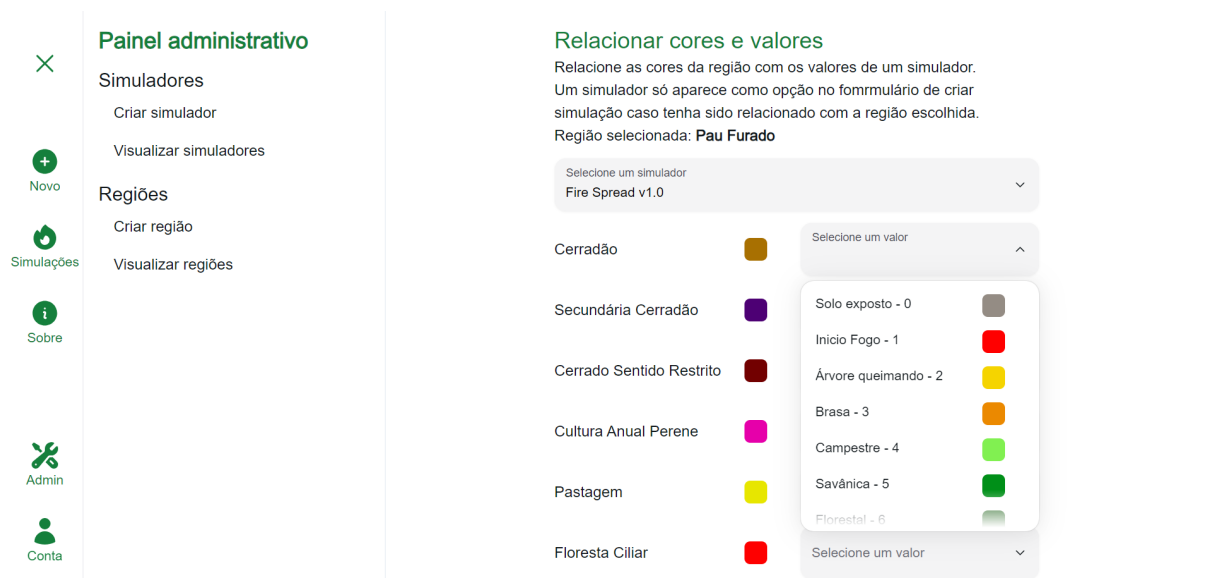 Novo
Simulações
Sobre
Admin
Conta
Painel administrativo
Simuladores
Criar simulador
Visualizar simuladores
Regiões
Criar região
Visualizar regiões
Relacionar cores e valores
Relacione as cores da região com os valores de um simulador.
Um simulador só aparece como opção no fomrmulário de criar
simulação caso tenha sido relacionado com a região escolhida.
Região selecionada: Pau Furado
Selecione um simulador
Fire Spread v1.0
Cerradão
Secundária Cerradão
Cerrado Sentido Restrito
Cultura Anual Perene
Pastagem
Floresta Ciliar
Selecione um valor
Solo exposto - 0
Inicio Fogo - 1
Árvore queimando - 2
Brasa - 3
Campestre - 4
Savânica - 5
Florestal - 6
Selecione um valor